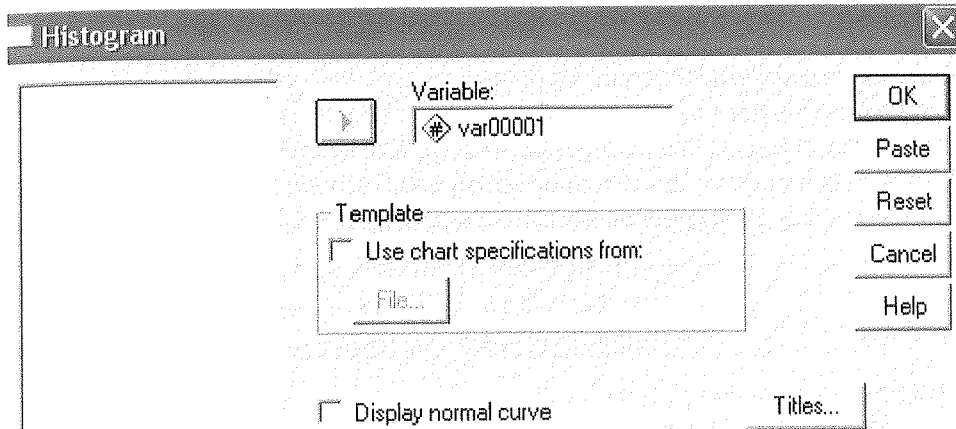 Histogram
Variable:
# var00001
OK
Paste
Reset
Cancel
Help
Template
Use chart specifications from:
File...
Display normal curve
Titles...